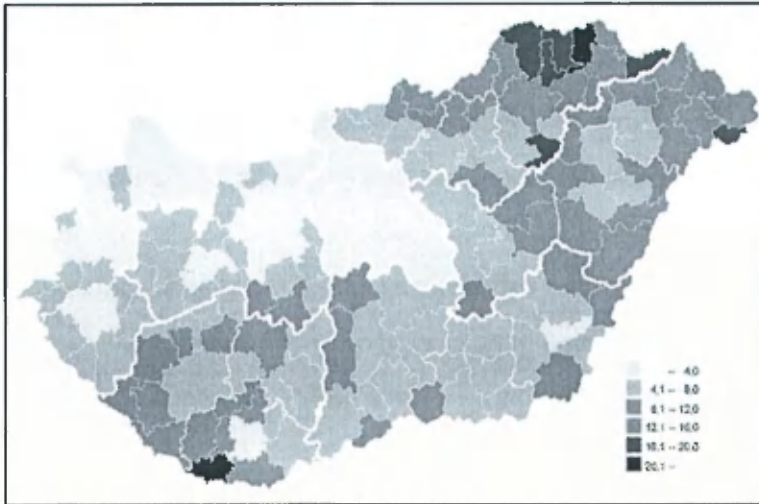 – 4,0
4,1 – 8,0
8,1 – 12,0
12,1 – 16,0
16,1 – 20,0
20,1 –